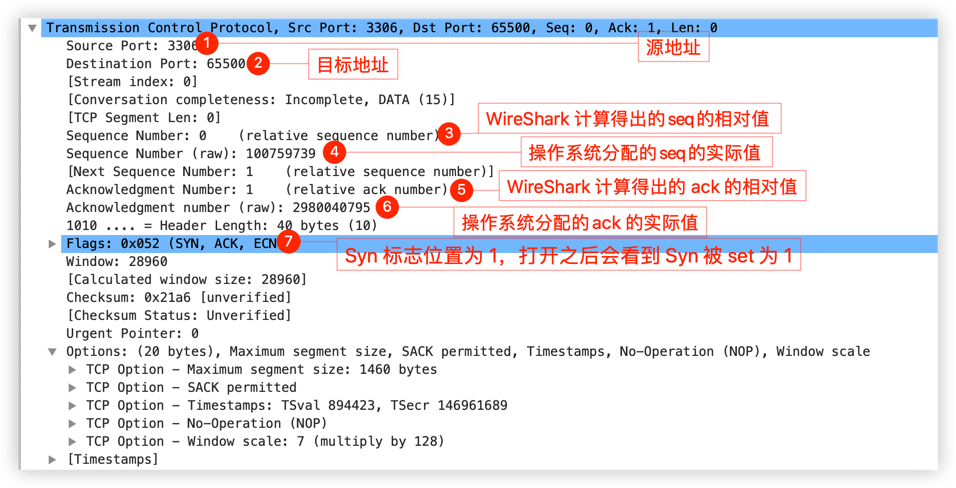 Transmission Control Protocol, Src Port: 3306, Dst Port: 65500, Seq: 0, Ack: 1, Len: 0
Source Port: 3306 1 源地址
Destination Port: 65500 2 目标地址
[Stream index: 0]
[Conversation completeness: Incomplete, DATA (15)]
[TCP Segment Len: 0]
Sequence Number: 0 (relative sequence number) 3 WireShark 计算得出的seq的相对值
Sequence Number (raw): 100759739 4 操作系统分配的seq的实际值
[Next Sequence Number: 1 (relative sequence number)]
Acknowledgment Number: 1 (relative ack number) 5 WireShark 计算得出的 ack 的相对值
Acknowledgment number (raw): 2980040795 6 操作系统分配的ack 的实际值
1010 .... = Header Length: 40 bytes (10)
Flags: 0x052 (SYN, ACK, ECN 7 Syn 标志位置为 1，打开之后会看到 Syn 被 set 为 1
Window: 28960
[Calculated window size: 28960]
Checksum: 0x21a6 [unverified]
[Checksum Status: Unverified]
Urgent Pointer: 0
Options: (20 bytes), Maximum segment size, SACK permitted, Timestamps, No-Operation (NOP), Window scale
TCP Option – Maximum segment size: 1460 bytes
TCP Option – SACK permitted
TCP Option – Timestamps: TSval 894423, TSecr 146961689
TCP Option – No-Operation (NOP)
TCP Option – Window scale: 7 (multiply by 128)
[Timestamps]